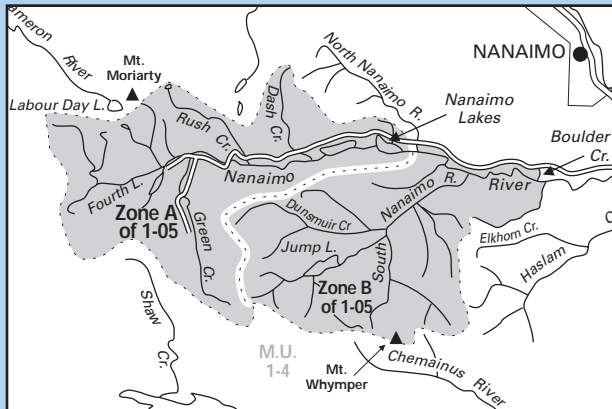 ameron
River
Mt.
Moriarty
Labour Day L.
North Nanaimo R.
NANAIMO
Dash Cr.
Rush Cr.
Nanaimo
Lakes
Boulder
Cr.
Fourth L.
Nanaimo
River
Nanaimo R.
South
Zone A
of 1-05
Green
Cr.
Dunsmuir Cr
Jump L.
Zone B
of 1-05
Elkhorn Cr.
Haslam
C
Shaw
Cr.
M.U.
1-4
Mt.
Whymper
Chemainus
River